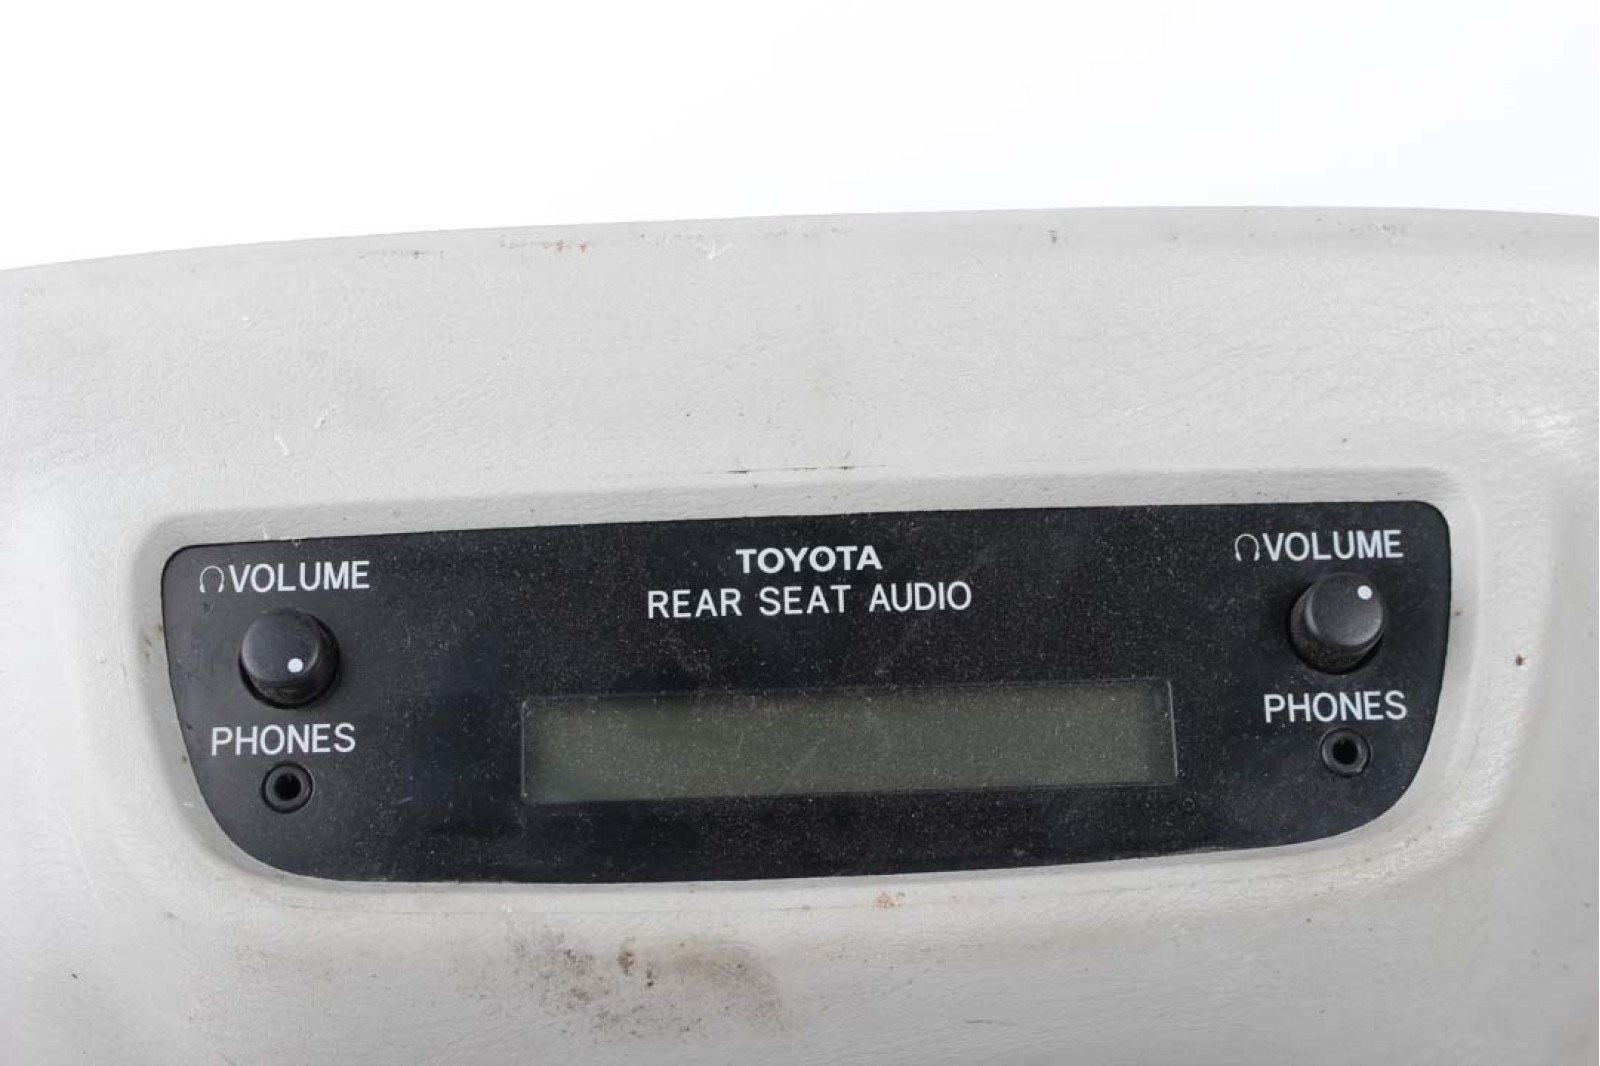 TOYOTA
REAR SEAT AUDIO
VOLUME
PHONES
VOLUME
PHONES